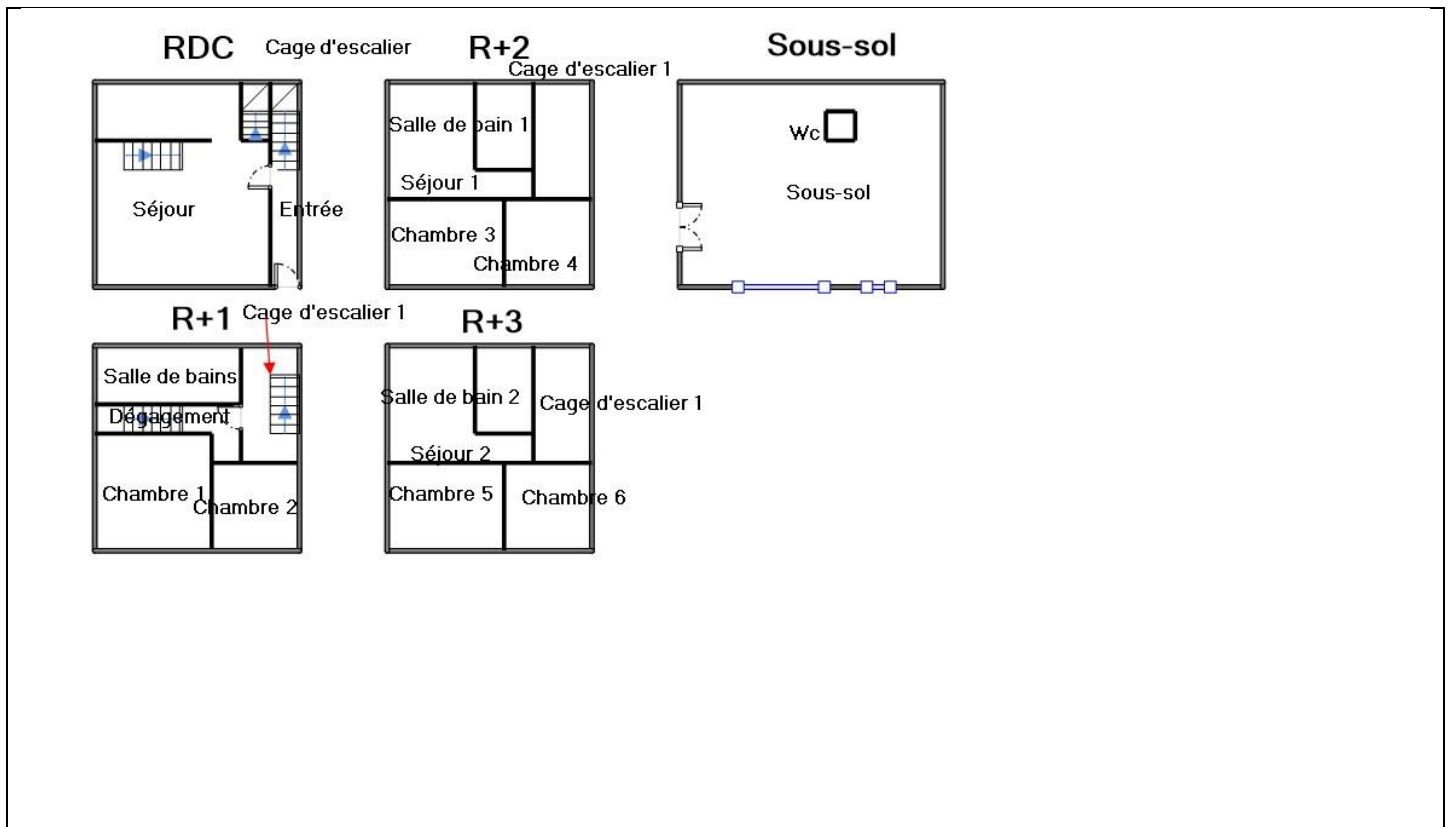 RDC
Cage d'escalier
R+2
Cage d'escalier 1
Sous-sol
Salle de bain 1
Wc
Séjour 1
Sous-sol
Séjour
Entrée
Chambre 3
Chambre 4
R+1
Cage d'escalier 1
R+3
Salle de bains
Salle de bain 2
Cage d'escalier 1
Dégagement
Séjour 2
Chambre 1
Chambre 2
Chambre 5
Chambre 6